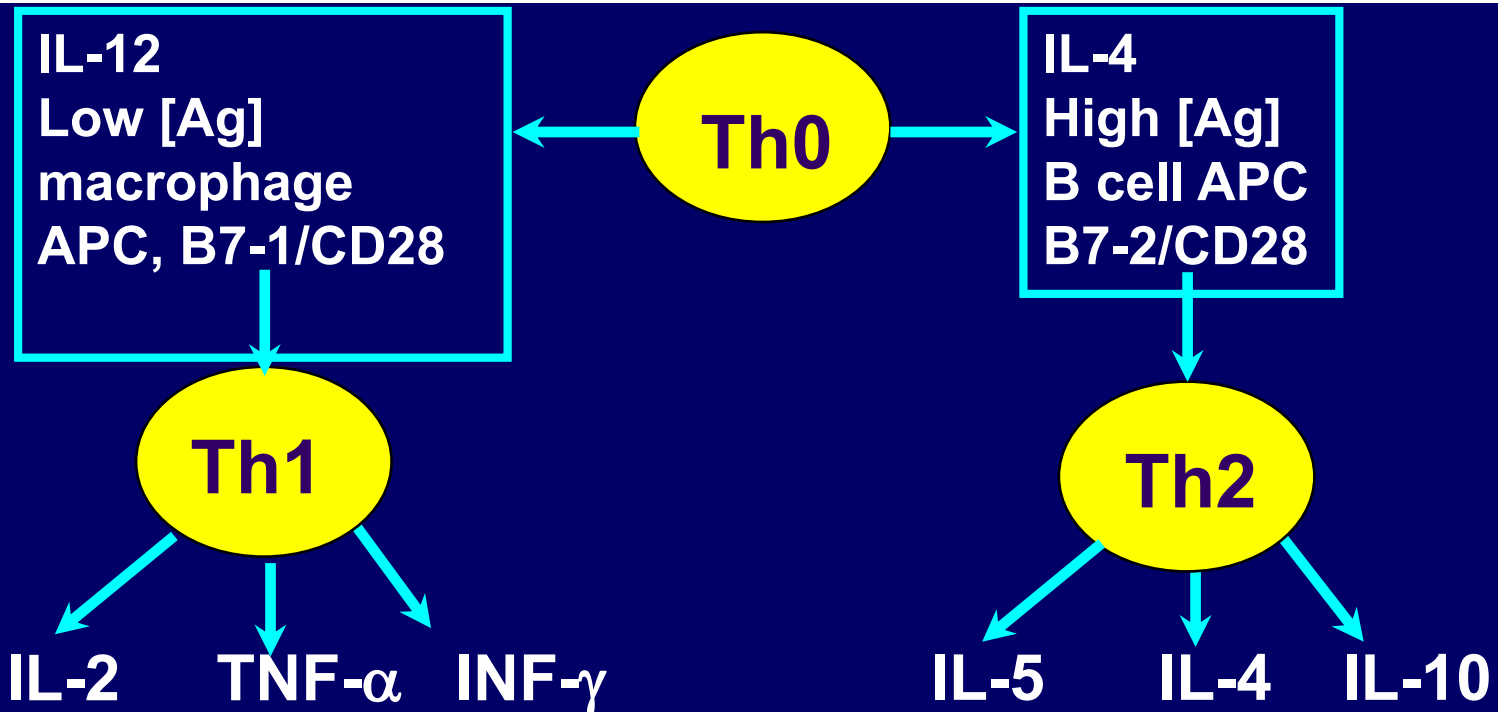 IL-12
Low [Ag]
macrophage
APC, B7-1/CD28
Th0
IL-4
High [Ag]
B cell APC
B7-2/CD28
Th1
Th2
IL-2
TNF-α
INF-γ
IL-5
IL-4
IL-10